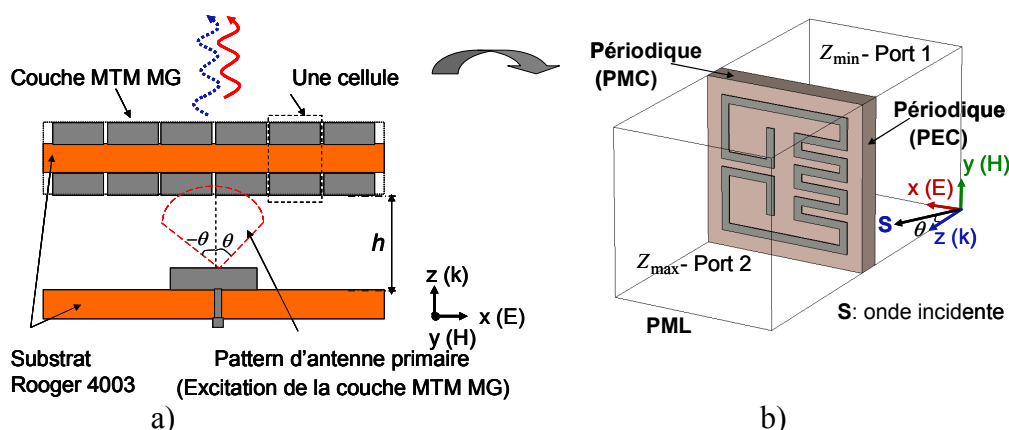 Couche MTM MG
Une cellule
-θ θ
h
z (k)
x (E)
y (H)
Substrat
Rooger 4003
Pattern d'antenne primaire
(Excitation de la couche MTM MG)
a)
Périodique
(PMC)
Zmin- Port 1
Périodique
(PEC)
y (H)
x (E)
S
θ
z (k)
Zmax- Port 2
S: onde incidente
PML
b)